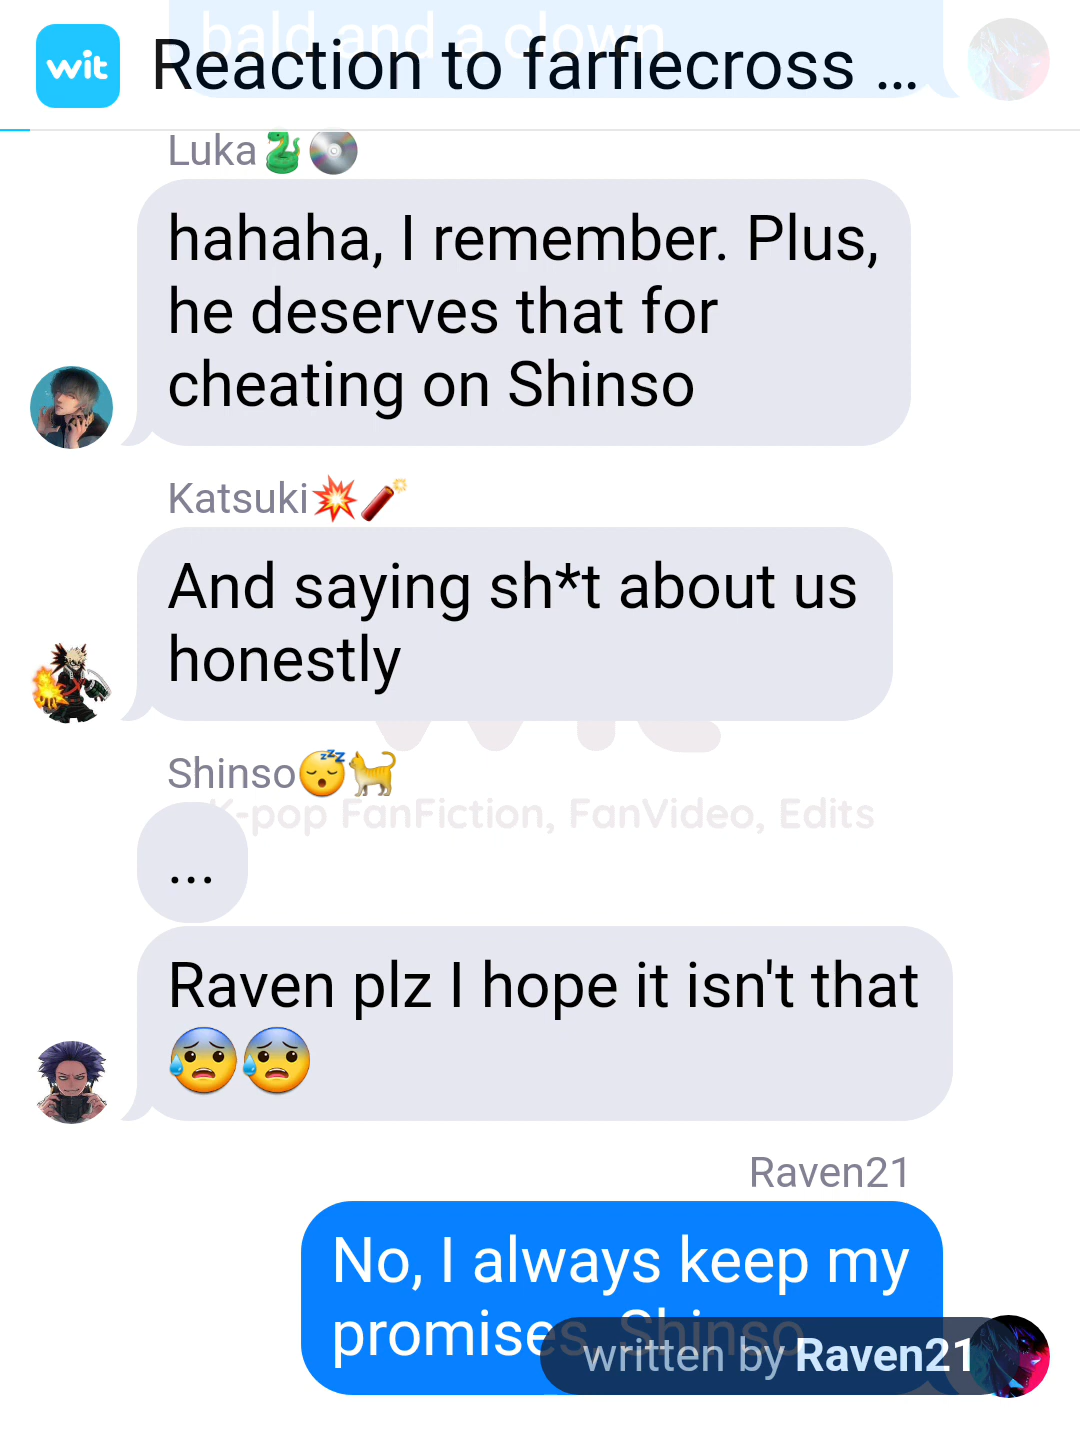 bald and a clown
wit
Reaction to farfiecross ...
Luka🐍💿
hahaha, I remember. Plus,
he deserves that for
cheating on Shinso
Katsuki💥🧨
And saying sh*t about us
honestly
Shinso😴🐈
K-pop FanFiction, FanVideo, Edits
...
Raven plz I hope it isn't that
😰😰
Raven21
No, I always keep my
promises, Shinso
written by Raven21